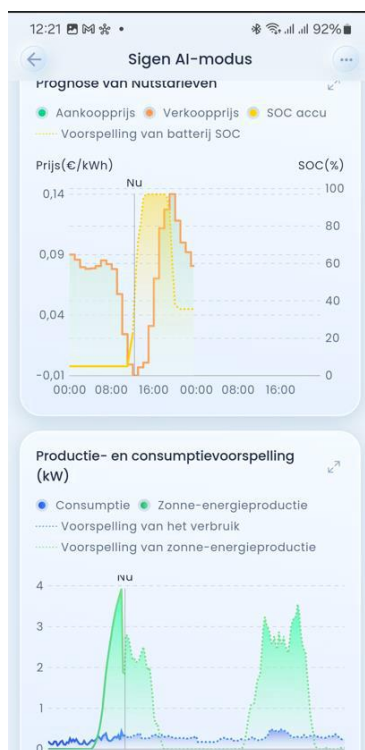 12:21
92%
Sigen AI-modus
Prognose van Nutstarieven
Aankoopprijs Verkoopprijs SOC accu
Voorspelling van batterij SOC
Prijs(€/kWh) SOC(%)
Nu
0,14 100
80
0,09 60
40
0,04
20
-0,01 0
00:00 08:00 16:00 00:00 08:00 16:00
Productie- en consumptievoorspelling
(kW)
Consumptie Zonne-energieproductie
Voorspelling van het verbruik
Voorspelling van zonne-energieproductie
Nu
4
3
2
1
0